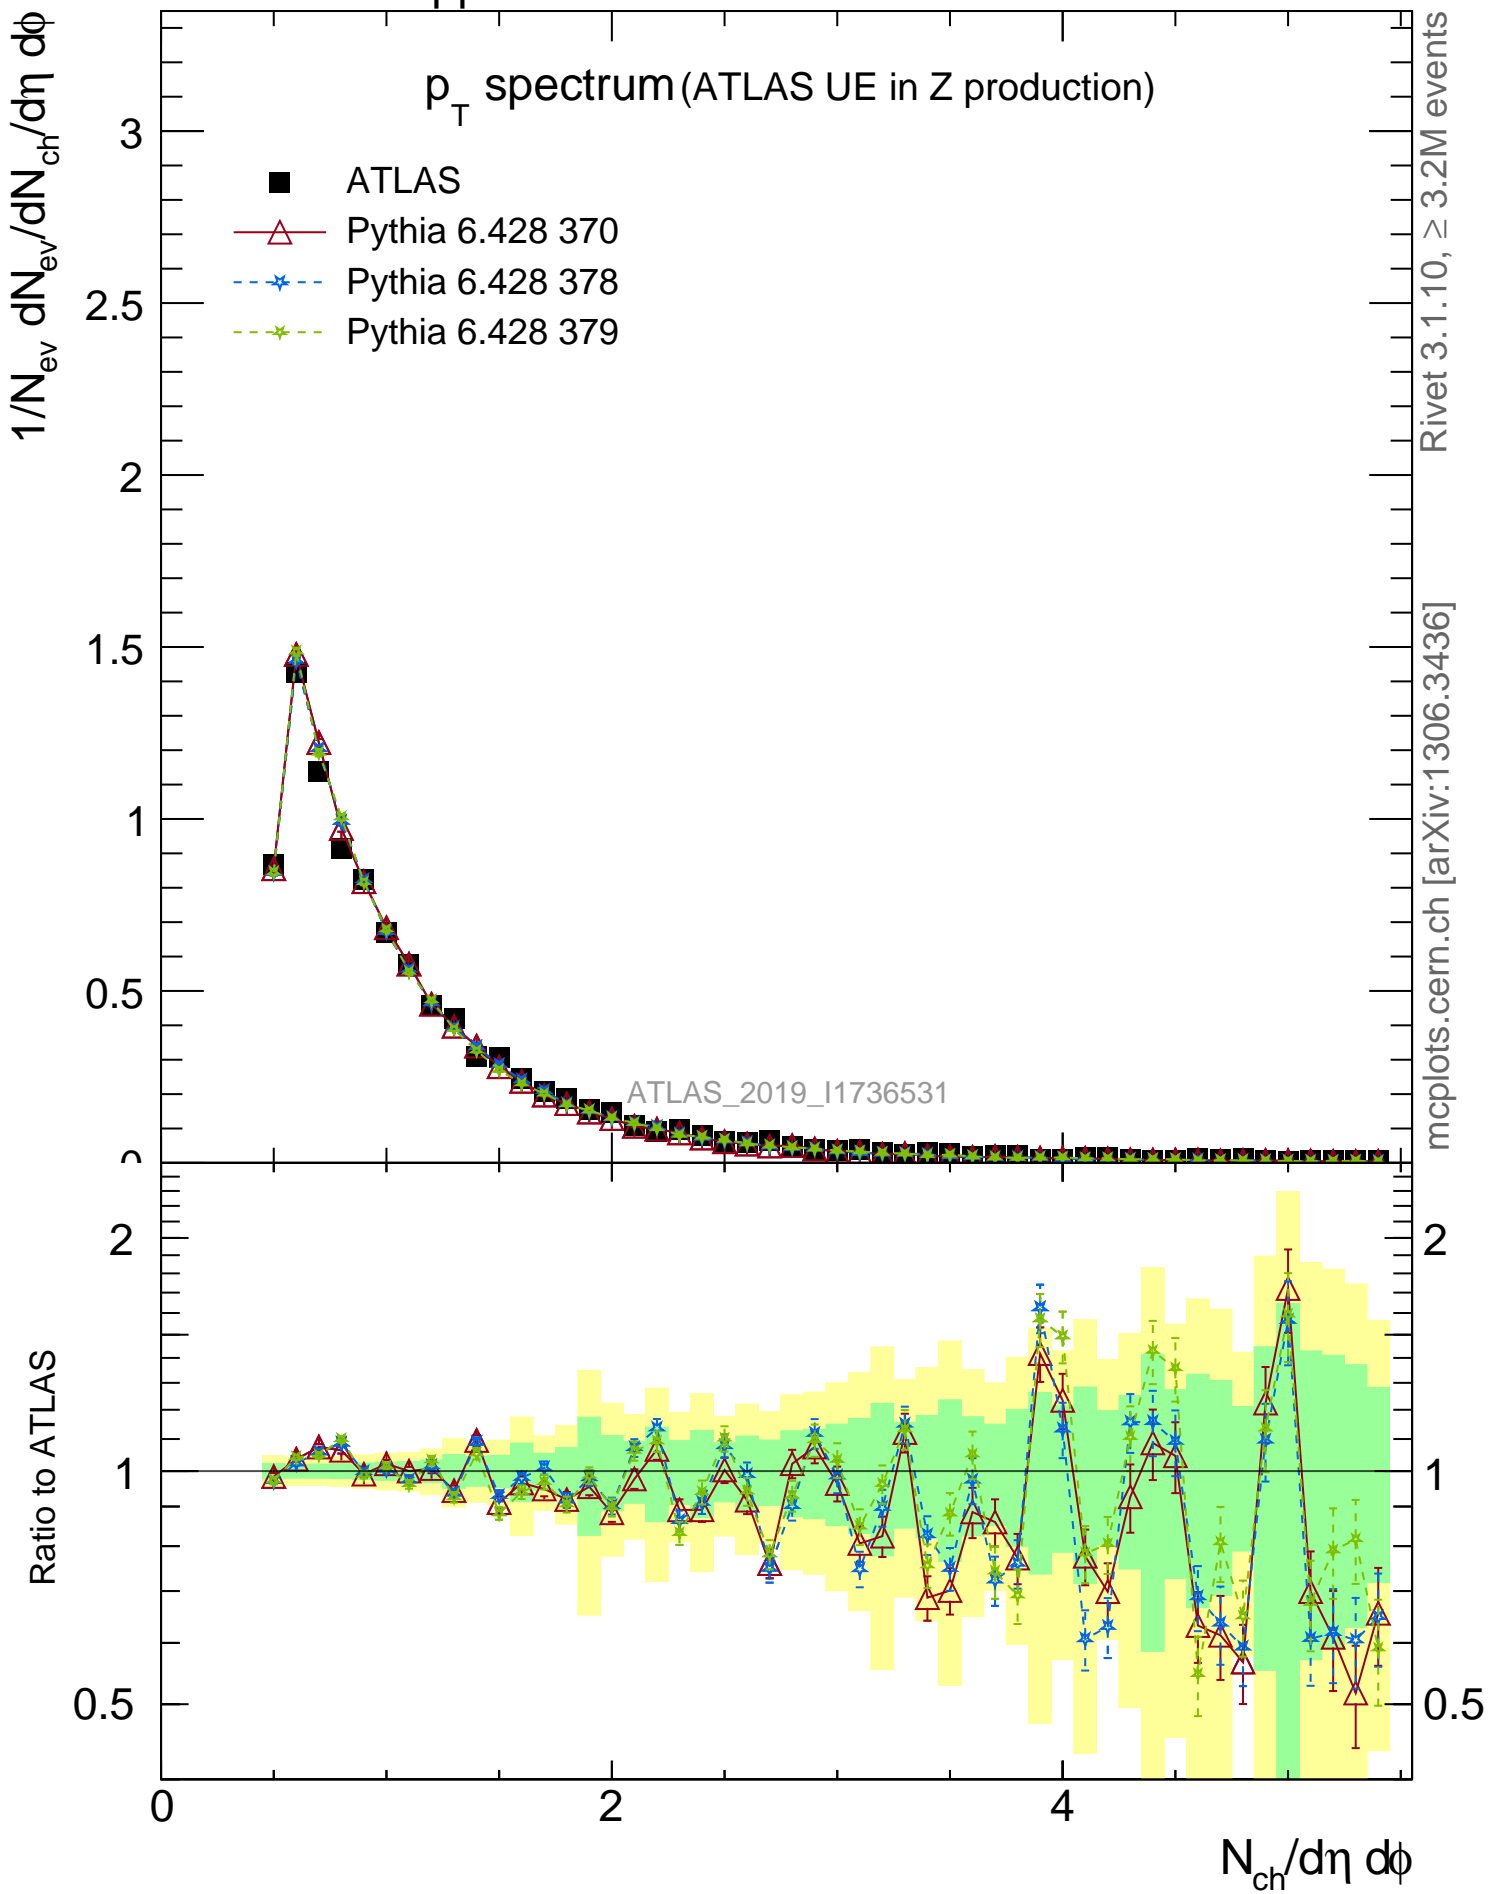 p_T spectrum (ATLAS UE in Z production)
1/N_ev dN_ev/dN_ch/dη dϕ
3
2.5
2
1.5
1
0.5
0
ATLAS
Pythia 6.428 370
Pythia 6.428 378
Pythia 6.428 379
ATLAS_2019_I1736531
Rivet 3.1.10, ≥ 3.2M events
mcplots.cern.ch [arXiv:1306.3436]
Ratio to ATLAS
2
1
0.5
2
1
0.5
0
2
4
N_ch/dη dϕ